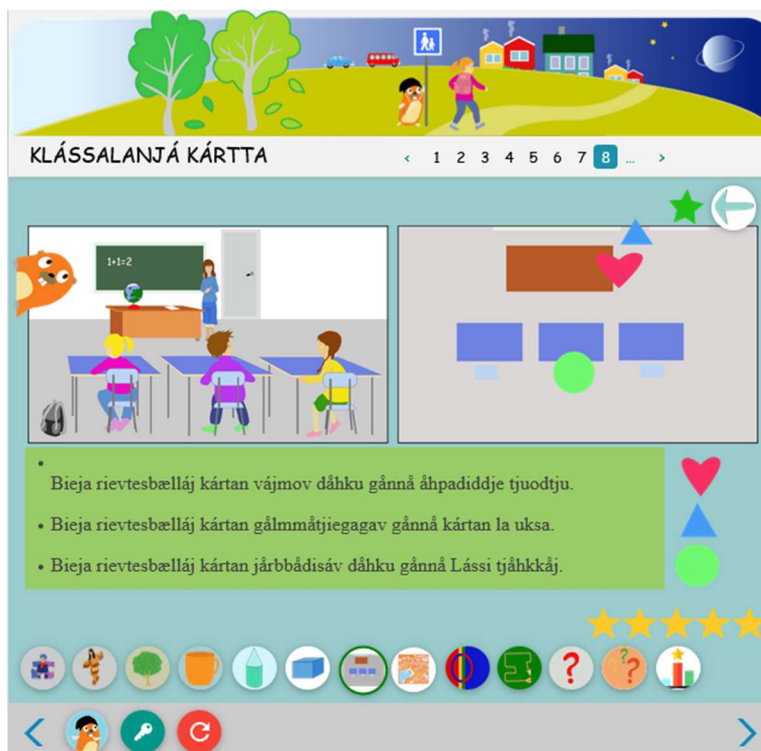 KLÁSSALANJÁ KÁRTTA
‹ 1 2 3 4 5 6 7 8 ... ›
1+1=2
• Bieja rievtesbælláj kártan vájmov dåhku gånnå åhpadiddje tjuodtju.
• Bieja rievtesbælláj kártan gålmmåtjiegagav gånnå kártan la uksa.
• Bieja rievtesbælláj kártan jårbbådisáv dåhku gånnå Lássi tjåhkkåj.
? 
???